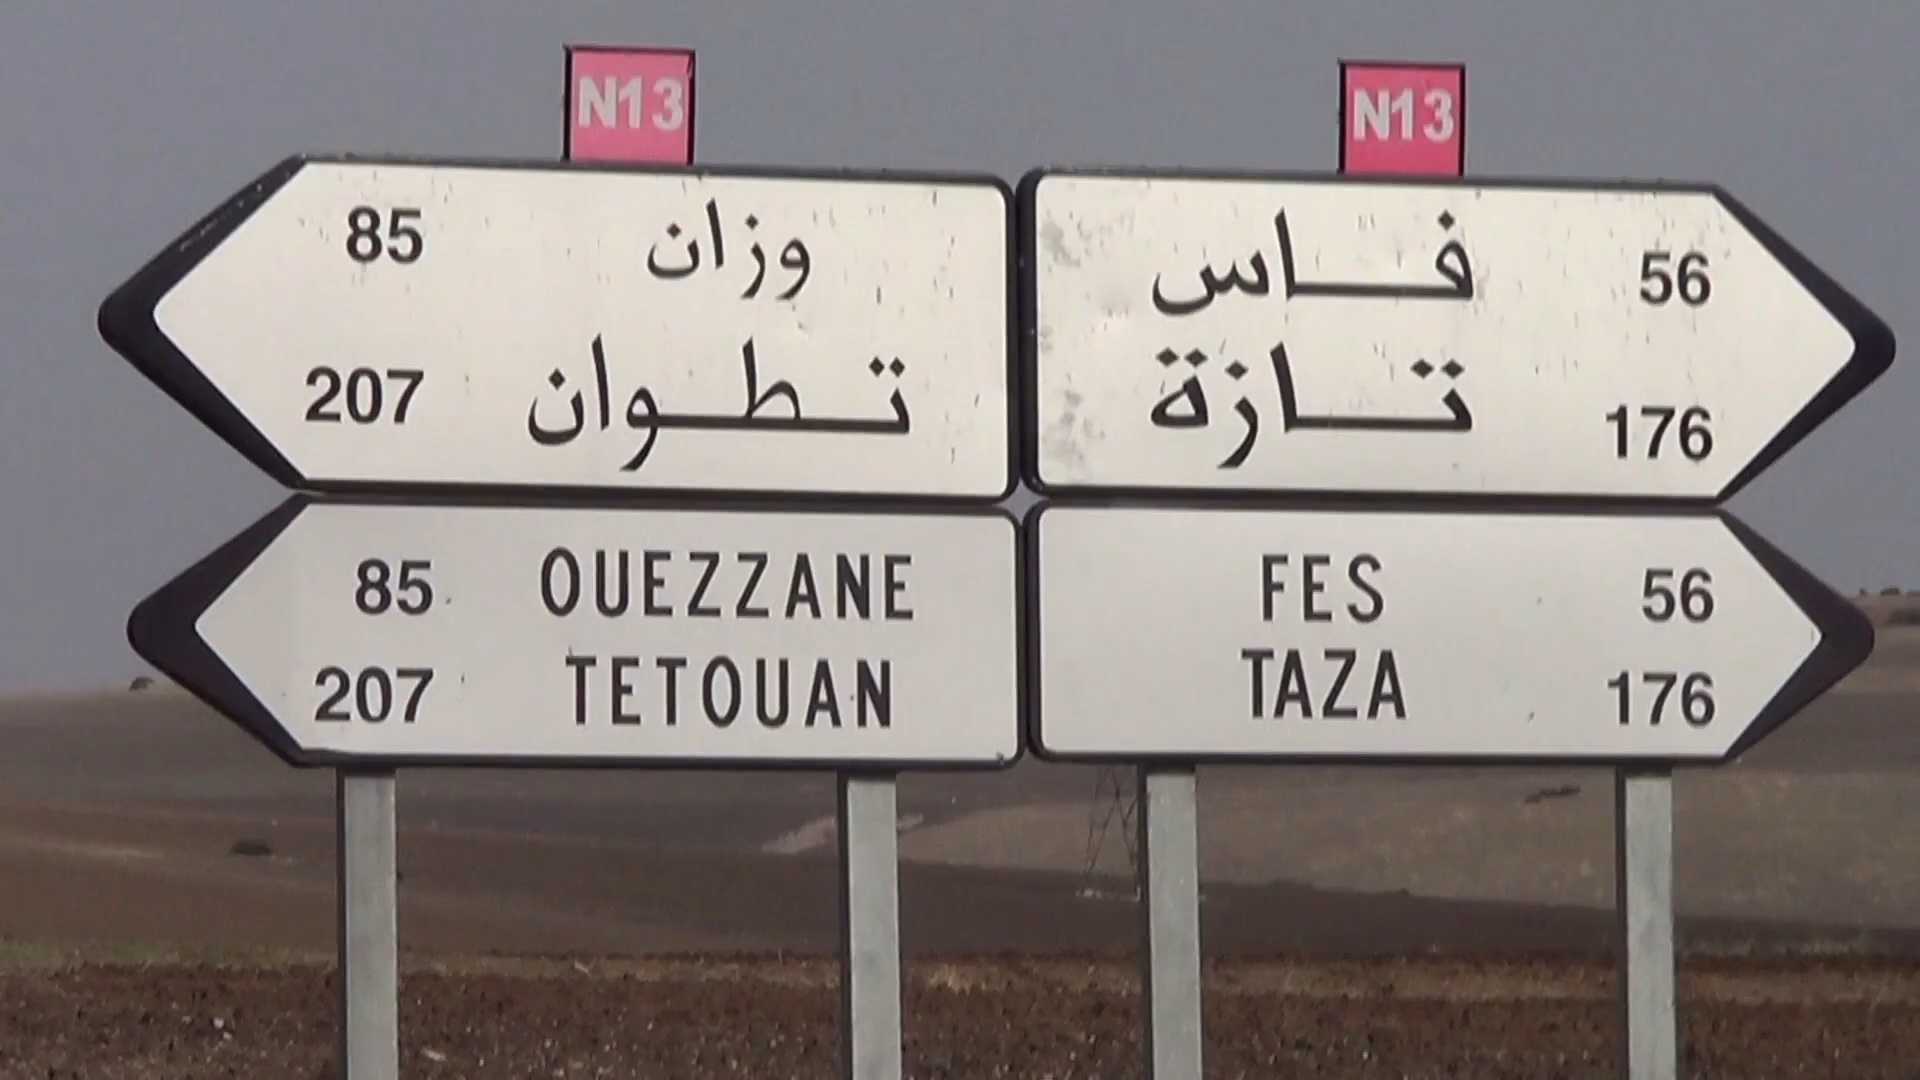 N13
85 وزان
207 تطوان
85 OUEZZANE
207 TETOUAN
N13
فاس 56
تازة 176
FES 56
TAZA 176